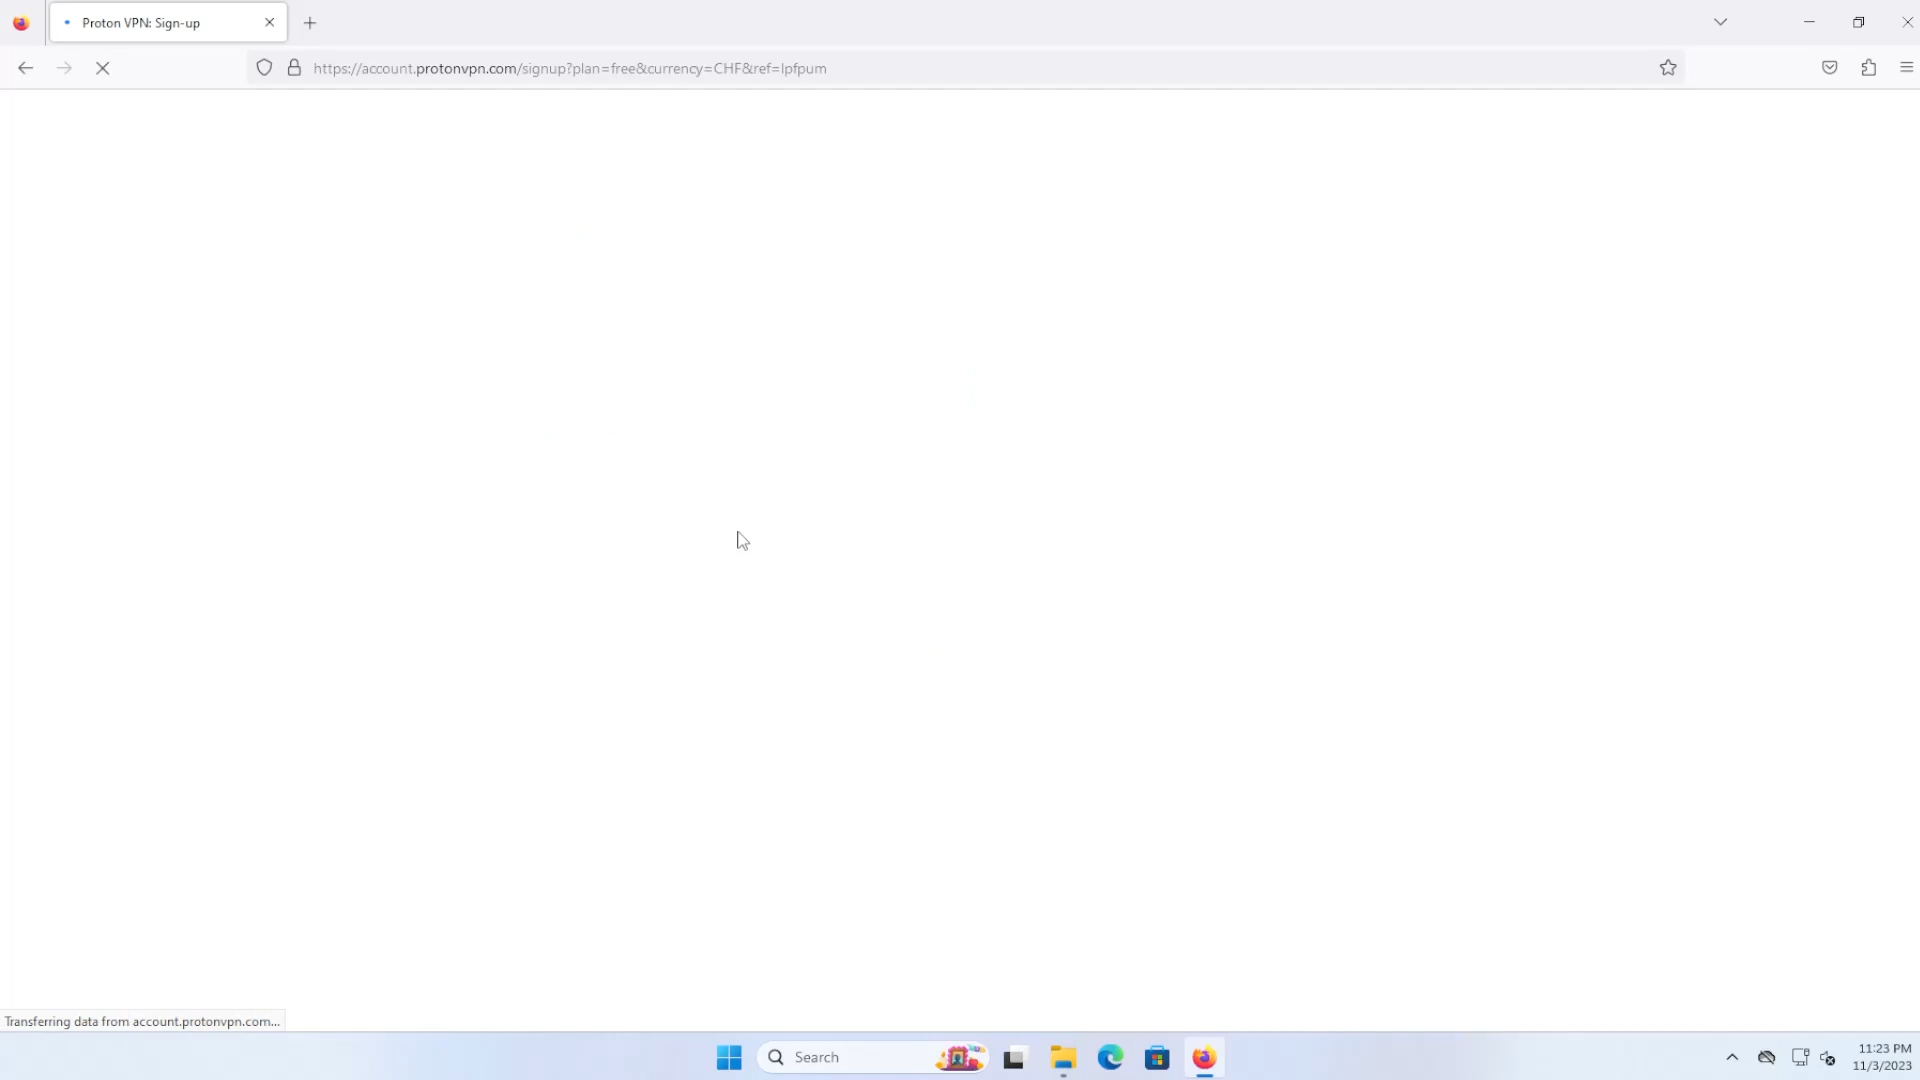 Proton VPN: Sign-up
https://account.protonvpn.com/signup?plan=free&currency=CHF&ref=lpfpum
Transferring data from account.protonvpn.com...
Search
11:23 PM
11/3/2023